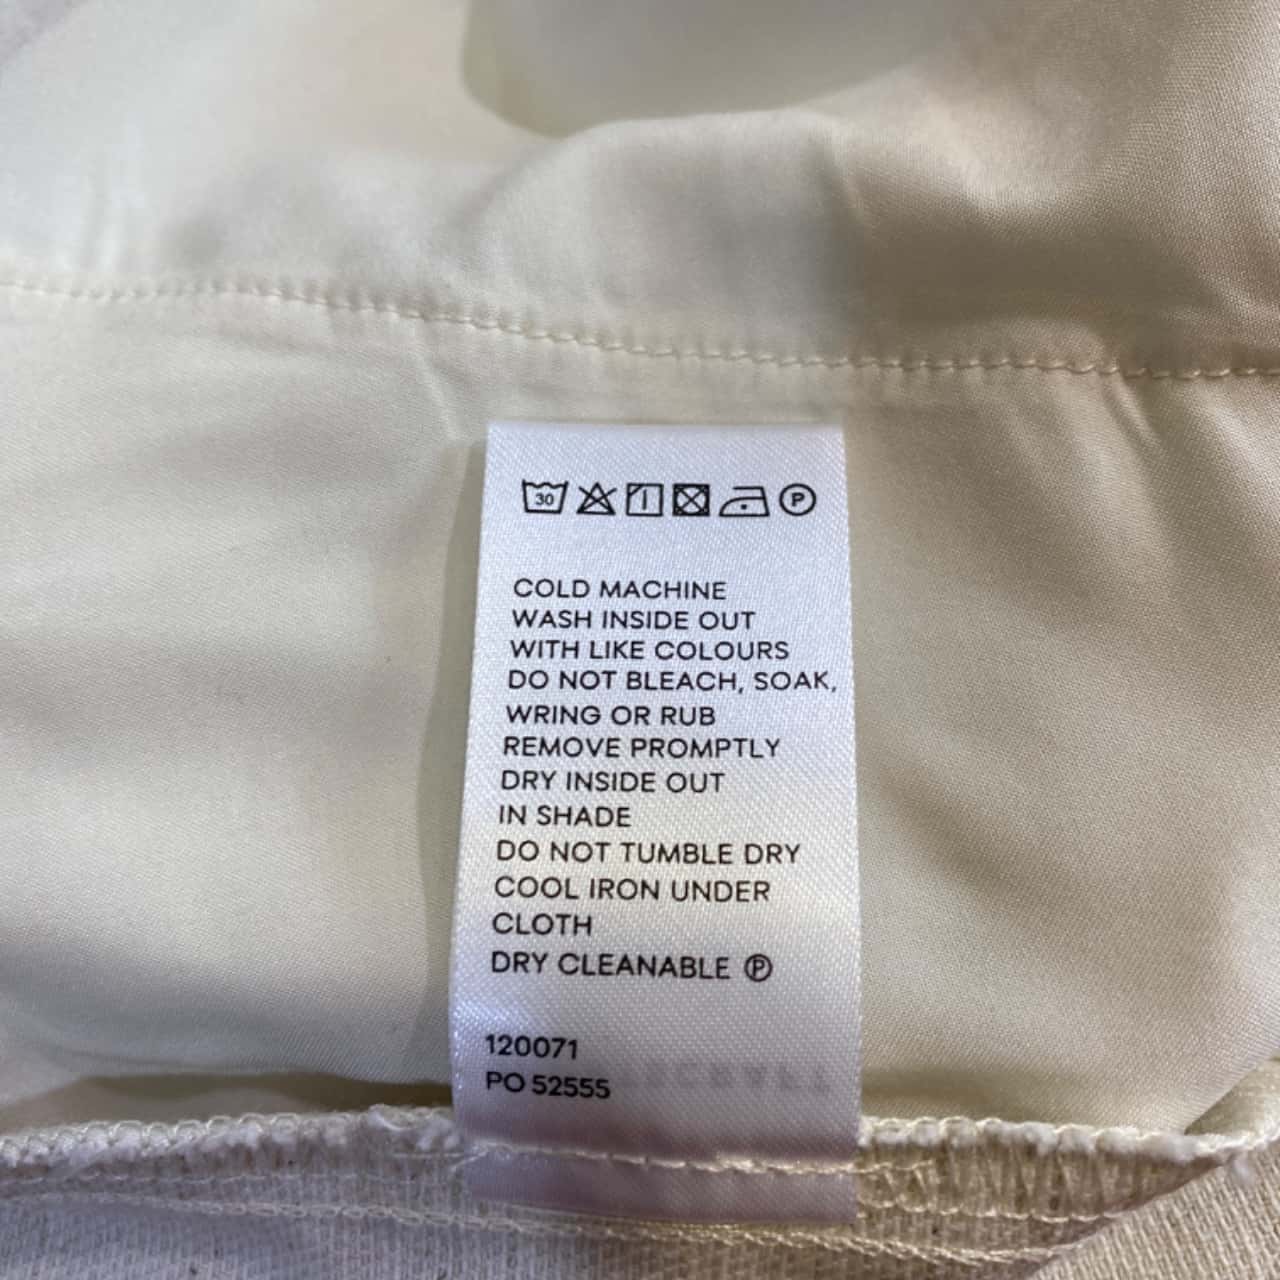 30 P
COLD MACHINE
WASH INSIDE OUT
WITH LIKE COLOURS
DO NOT BLEACH, SOAK,
WRING OR RUB
REMOVE PROMPTLY
DRY INSIDE OUT
IN SHADE
DO NOT TUMBLE DRY
COOL IRON UNDER
CLOTH
DRY CLEANABLE Ⓟ
120071
PO 52555